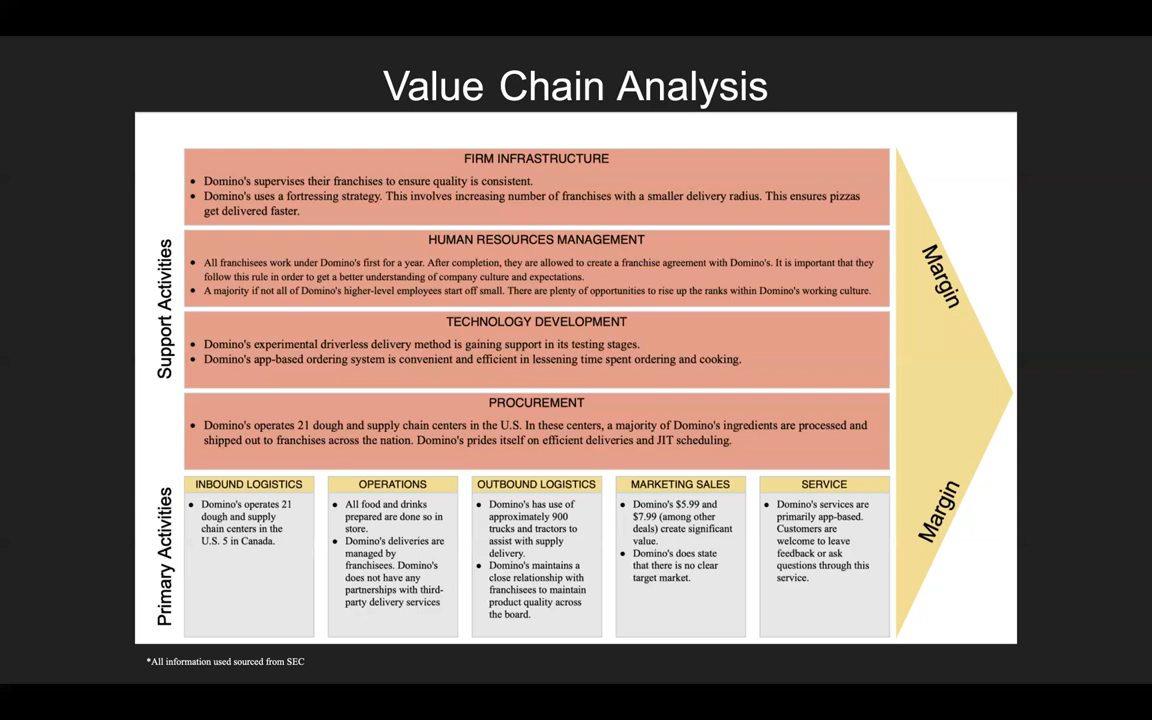 Value Chain Analysis
Support Activities
FIRM INFRASTRUCTURE
● Domino's supervises their franchises to ensure quality is consistent.
● Domino's uses a fortressing strategy. This involves increasing number of franchises with a smaller delivery radius. This ensures pizzas
get delivered faster.
HUMAN RESOURCES MANAGEMENT
● All franchisees work under Domino's first for a year. After completion, they are allowed to create a franchise agreement with Domino's. It is important that they
follow this rule in order to get a better understanding of company culture and expectations.
● A majority if not all of Domino's higher-level employees start off small. There are plenty of opportunities to rise up the ranks within Domino's working culture.
TECHNOLOGY DEVELOPMENT
● Domino's experimental driverless delivery method is gaining support in its testing stages.
● Domino's app-based ordering system is convenient and efficient in lessening time spent ordering and cooking.
PROCUREMENT
● Domino's operates 21 dough and supply chain centers in the U.S. In these centers, a majority of Domino's ingredients are processed and
shipped out to franchises across the nation. Domino's prides itself on efficient deliveries and JIT scheduling.
Margin
Primary Activities
INBOUND LOGISTICS
● Domino's operates 21
dough and supply
chain centers in the
U.S. 5 in Canada.
OPERATIONS
● All food and drinks
prepared are done so in
store.
● Domino's deliveries are
managed by
franchisees. Domino's
does not have any
partnerships with third-
party delivery services
OUTBOUND LOGISTICS
● Domino's has use of
approximately 900
trucks and tractors to
assist with supply
delivery.
● Domino's maintains a
close relationship with
franchisees to maintain
product quality across
the board.
MARKETING SALES
● Domino's $5.99 and
$7.99 (among other
deals) create significant
value.
● Domino's does state
that there is no clear
target market.
SERVICE
● Domino's services are
primarily app-based.
Customers are
welcome to leave
feedback or ask
questions through this
service.
Margin
*All information used sourced from SEC